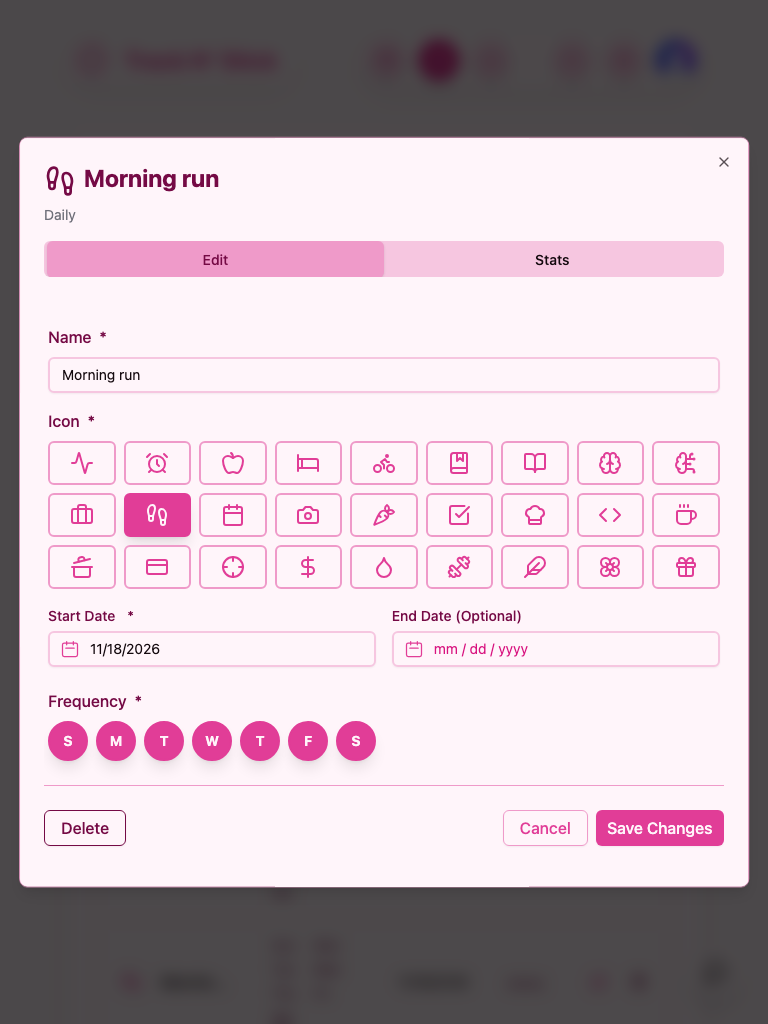 Morning run
Daily
Edit Stats
Name *
Morning run
Icon *
Start Date * End Date (Optional)
11/18/2026 mm / dd / yyyy
Frequency *
S M T W T F S
Delete Cancel Save Changes